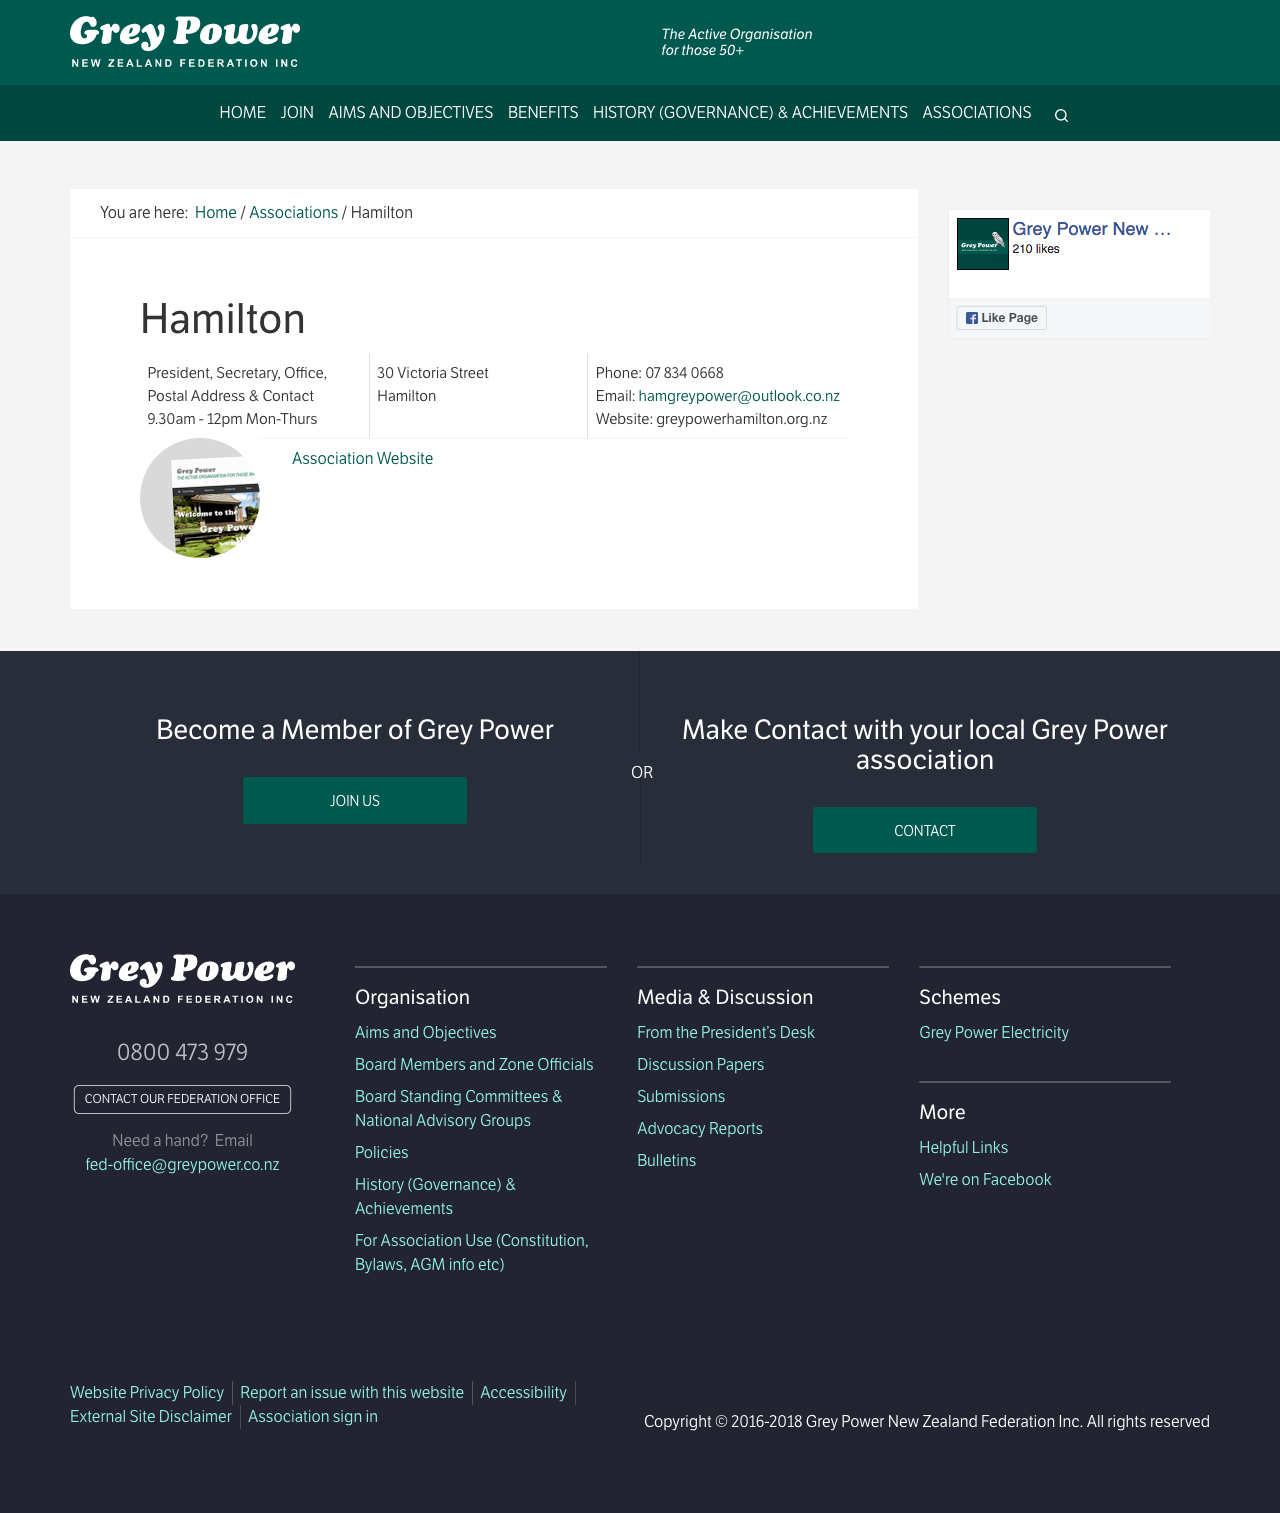 Grey Power
NEW ZEALAND FEDERATION INC
The Active Organisation
for those 50+
HOME JOIN AIMS AND OBJECTIVES BENEFITS HISTORY (GOVERNANCE) & ACHIEVEMENTS ASSOCIATIONS
You are here: Home / Associations / Hamilton
Grey Power New …
210 likes
Like Page
Grey Power
Hamilton
President, Secretary, Office,
Postal Address & Contact
9.30am - 12pm Mon-Thurs
30 Victoria Street
Hamilton
Phone: 07 834 0668
Email: hamgreypower@outlook.co.nz
Website: greypowerhamilton.org.nz
Grey Power
THE ACTIVE ORGANISATION FOR THOSE 50+
Welcome to the
Grey Powe
Association Website
Become a Member of Grey Power
JOIN US
OR
Make Contact with your local Grey Power
association
CONTACT
Grey Power
NEW ZEALAND FEDERATION INC
0800 473 979
CONTACT OUR FEDERATION OFFICE
Need a hand? Email
fed-office@greypower.co.nz
Organisation
Aims and Objectives
Board Members and Zone Officials
Board Standing Committees &
National Advisory Groups
Policies
History (Governance) &
Achievements
For Association Use (Constitution,
Bylaws, AGM info etc)
Media & Discussion
From the President's Desk
Discussion Papers
Submissions
Advocacy Reports
Bulletins
Schemes
Grey Power Electricity
More
Helpful Links
We're on Facebook
Website Privacy Policy Report an issue with this website Accessibility
External Site Disclaimer Association sign in
Copyright © 2016-2018 Grey Power New Zealand Federation Inc. All rights reserved